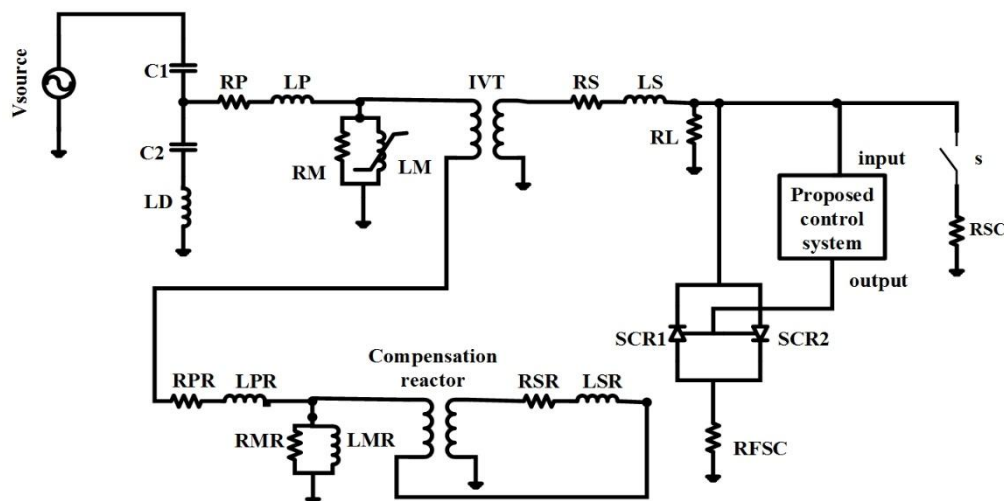 Vsource
C1
RP
LP
IVT
RS
LS
RL
C2
RM
LM
LD
input
s
Proposed
control
system
RSC
output
SCR1
SCR2
Compensation
reactor
RPR
LPR
RSR
LSR
RMR
LMR
RFSC